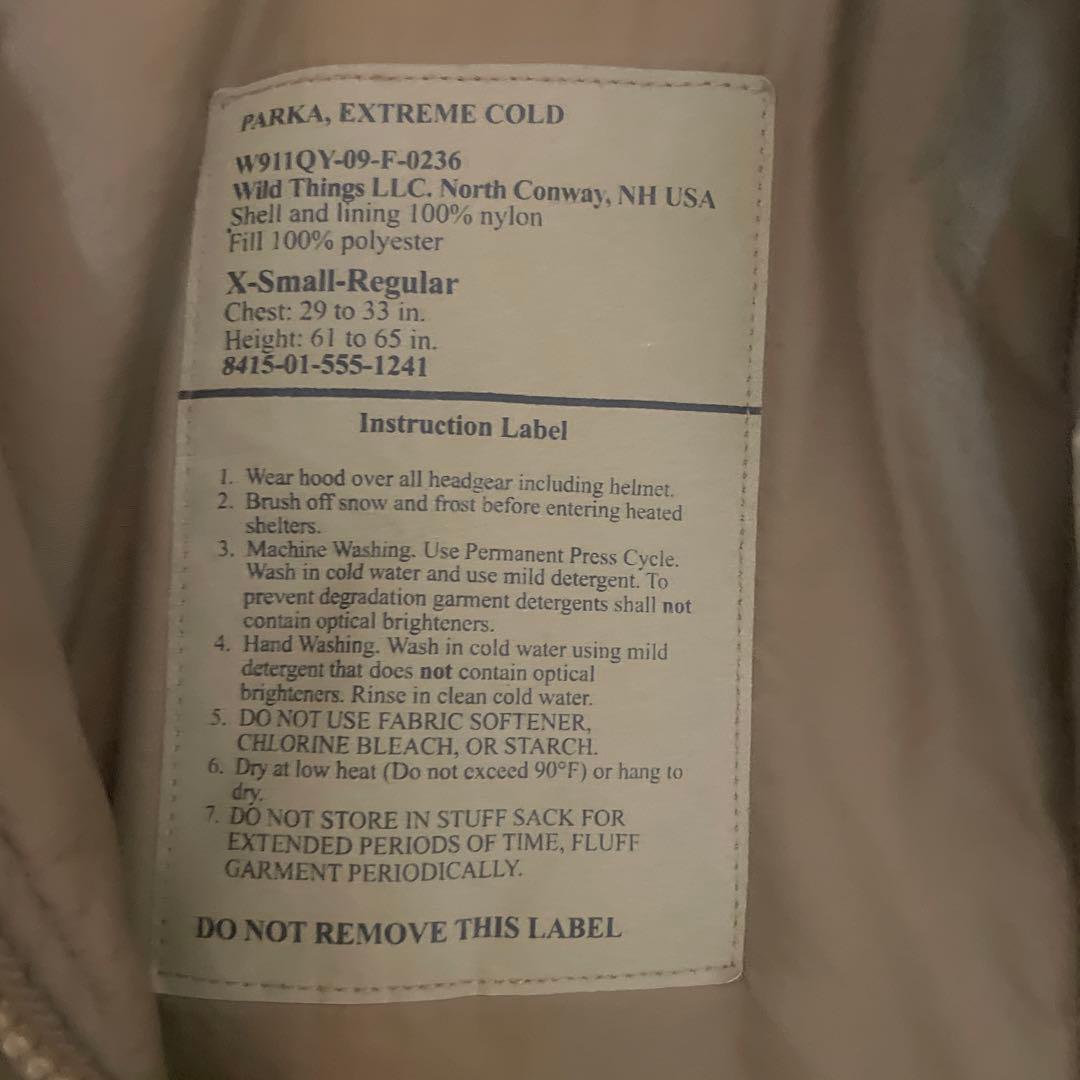 PARKA, EXTREME COLD
W911QY-09-F-0236
Wild Things LLC. North Conway, NH USA
Shell and lining 100% nylon
Fill 100% polyester
X-Small-Regular
Chest: 29 to 33 in.
Height: 61 to 65 in.
8415-01-555-1241
Instruction Label
1. Wear hood over all headgear including helmet.
2. Brush off snow and frost before entering heated
shelters.
3. Machine Washing. Use Permanent Press Cycle.
Wash in cold water and use mild detergent. To
prevent degradation garment detergents shall not
contain optical brighteners.
4. Hand Washing. Wash in cold water using mild
detergent that does not contain optical
brighteners. Rinse in clean cold water.
5. DO NOT USE FABRIC SOFTENER,
CHLORINE BLEACH, OR STARCH.
6. Dry at low heat (Do not exceed 90°F) or hang to
dry.
7. DO NOT STORE IN STUFF SACK FOR
EXTENDED PERIODS OF TIME, FLUFF
GARMENT PERIODICALLY.
DO NOT REMOVE THIS LABEL